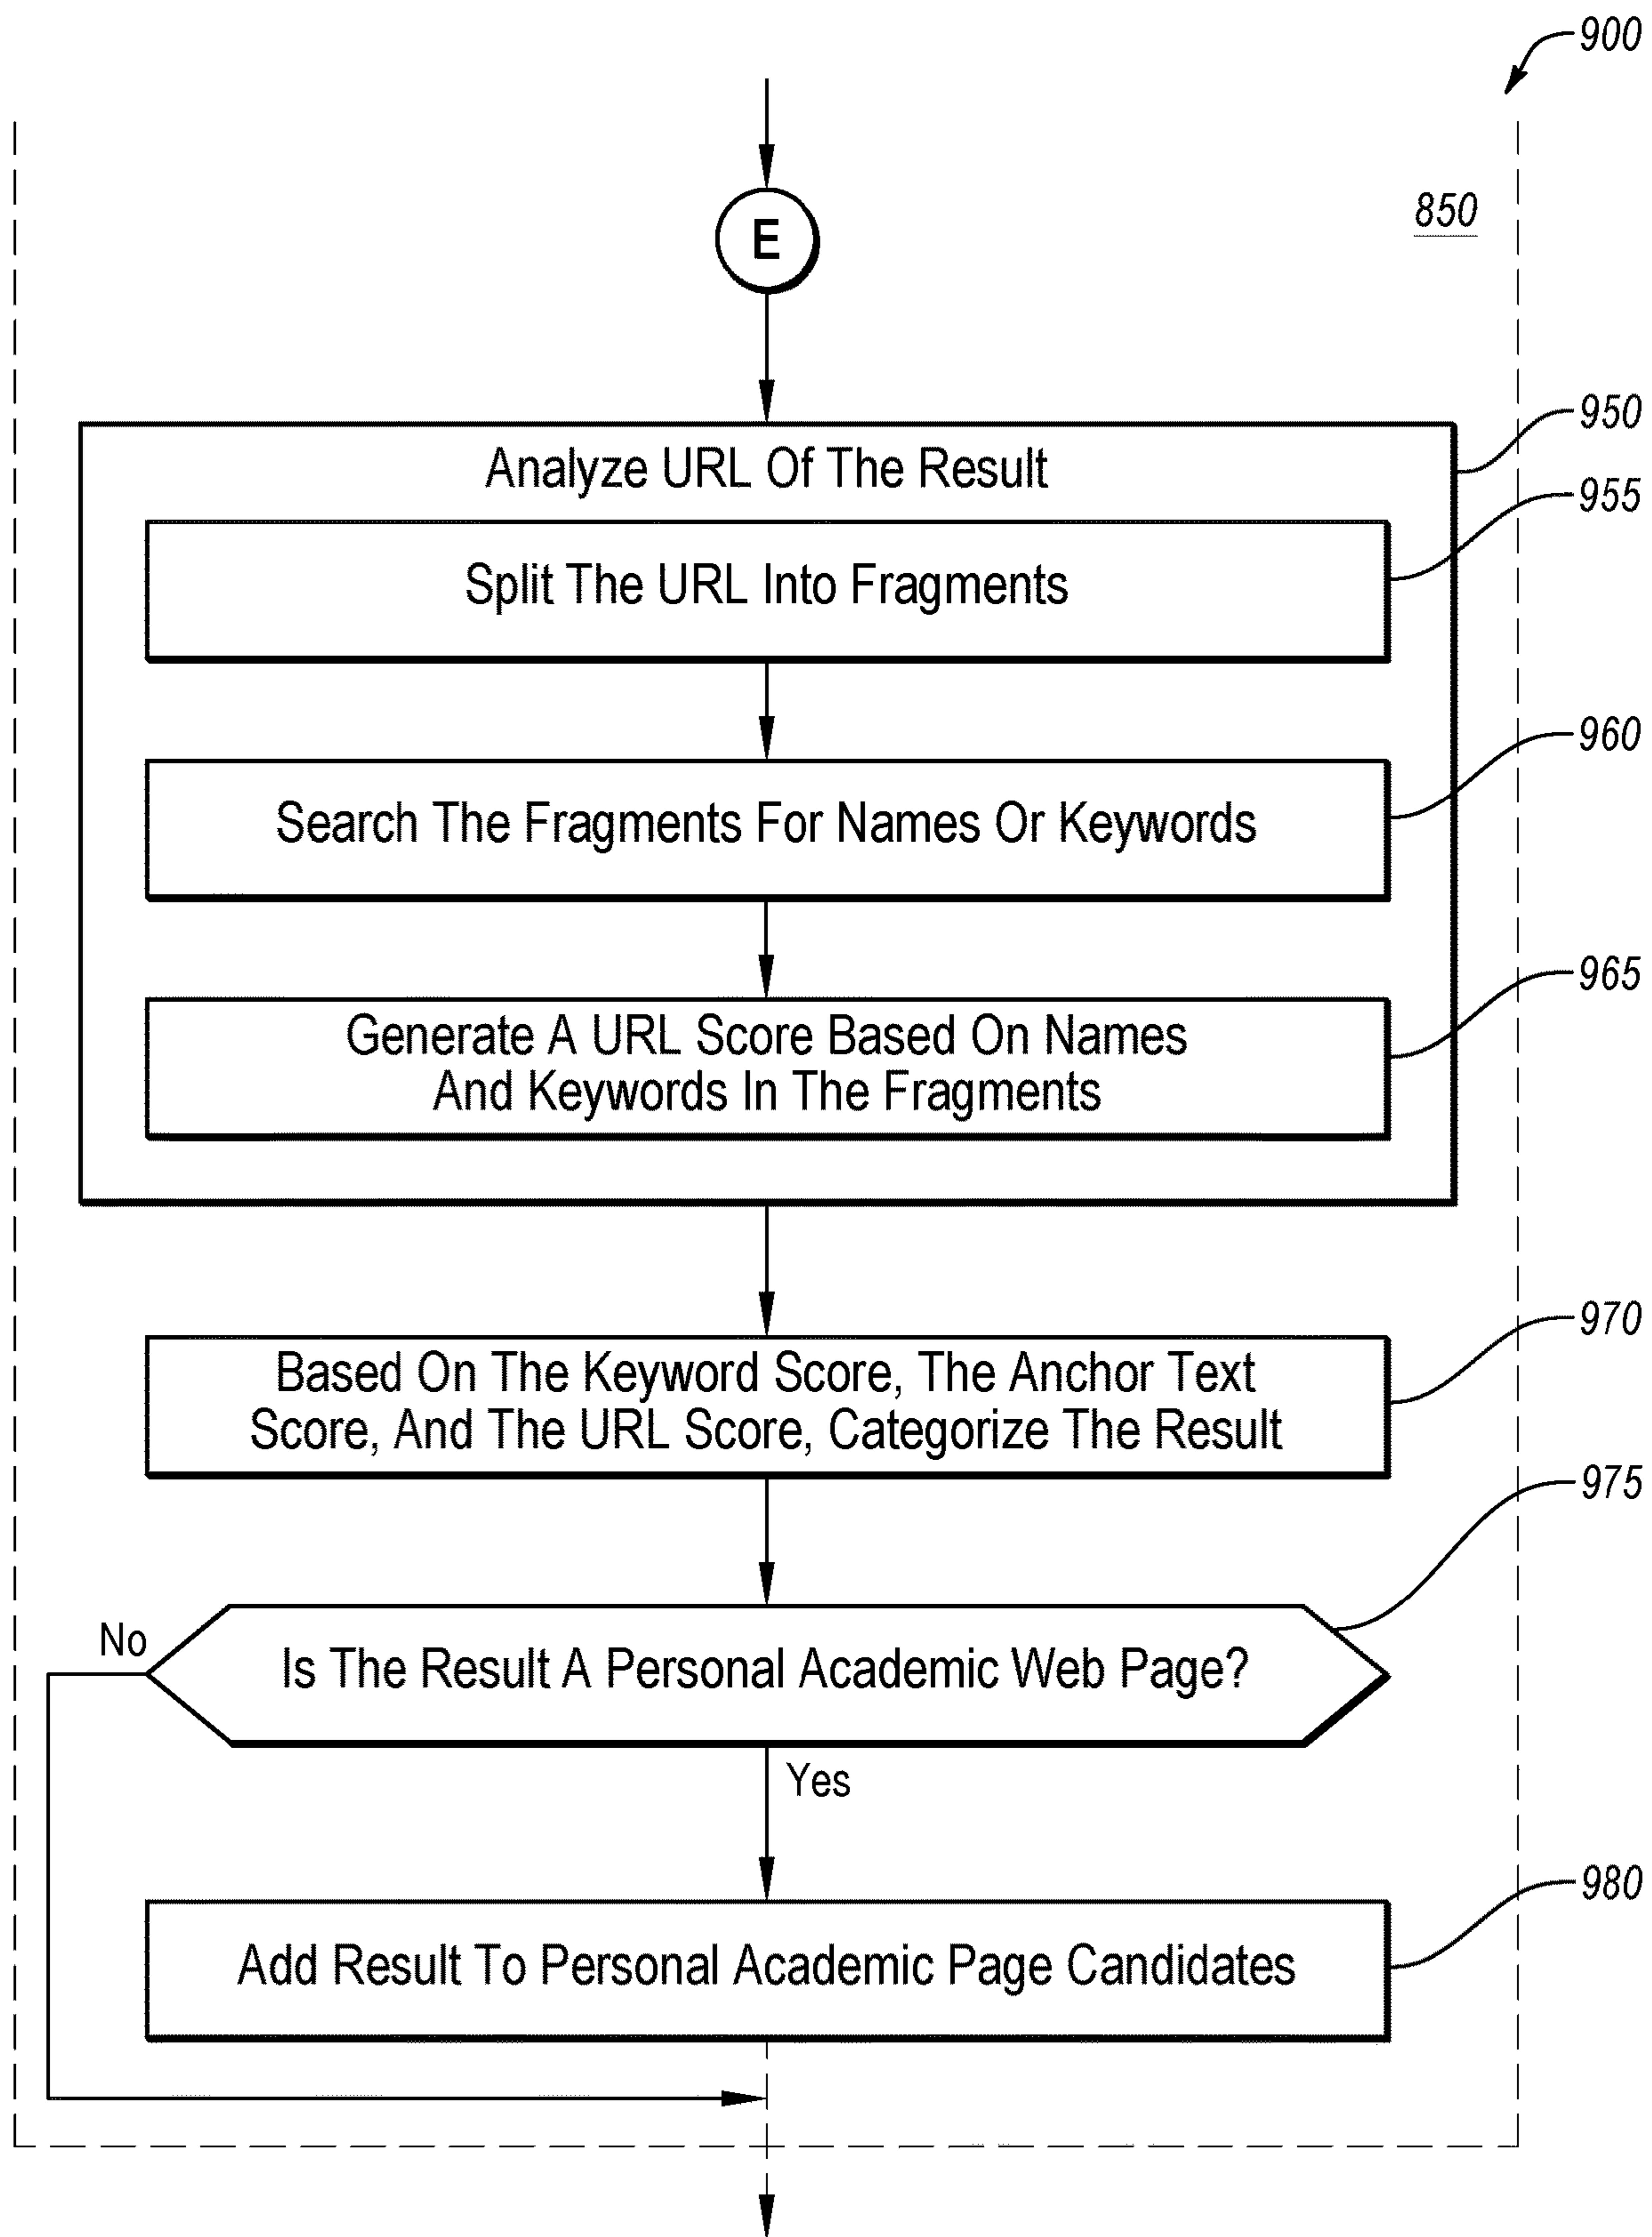 900
850
E
950
Analyze URL Of The Result
955
Split The URL Into Fragments
960
Search The Fragments For Names Or Keywords
965
Generate A URL Score Based On Names
And Keywords In The Fragments
970
Based On The Keyword Score, The Anchor Text
Score, And The URL Score, Categorize The Result
975
No
Is The Result A Personal Academic Web Page?
Yes
980
Add Result To Personal Academic Page Candidates